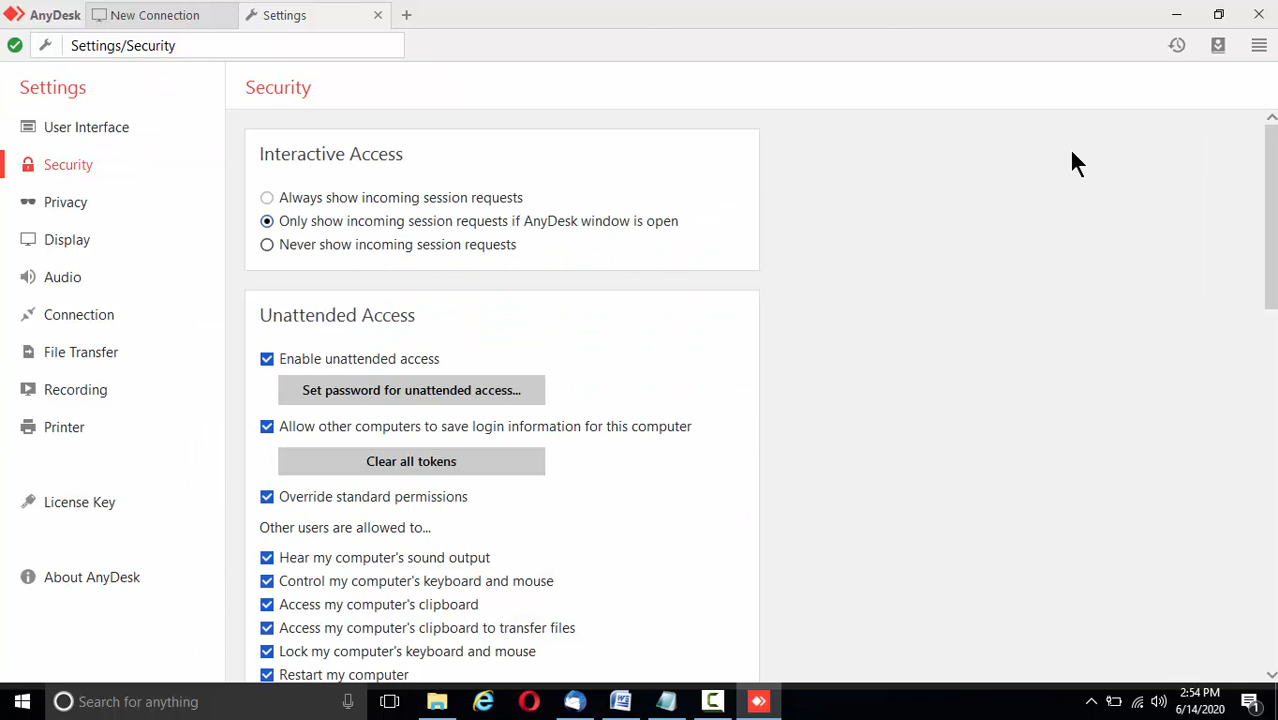 AnyDesk
New Connection
Settings
Settings/Security
Settings
User Interface
Security
Privacy
Display
Audio
Connection
File Transfer
Recording
Printer
License Key
About AnyDesk
Security
Interactive Access
Always show incoming session requests
Only show incoming session requests if AnyDesk window is open
Never show incoming session requests
Unattended Access
Enable unattended access
Set password for unattended access...
Allow other computers to save login information for this computer
Clear all tokens
Override standard permissions
Other users are allowed to...
Hear my computer's sound output
Control my computer's keyboard and mouse
Access my computer's clipboard
Access my computer's clipboard to transfer files
Lock my computer's keyboard and mouse
Restart my computer
Search for anything
2:54 PM
6/14/2020
1